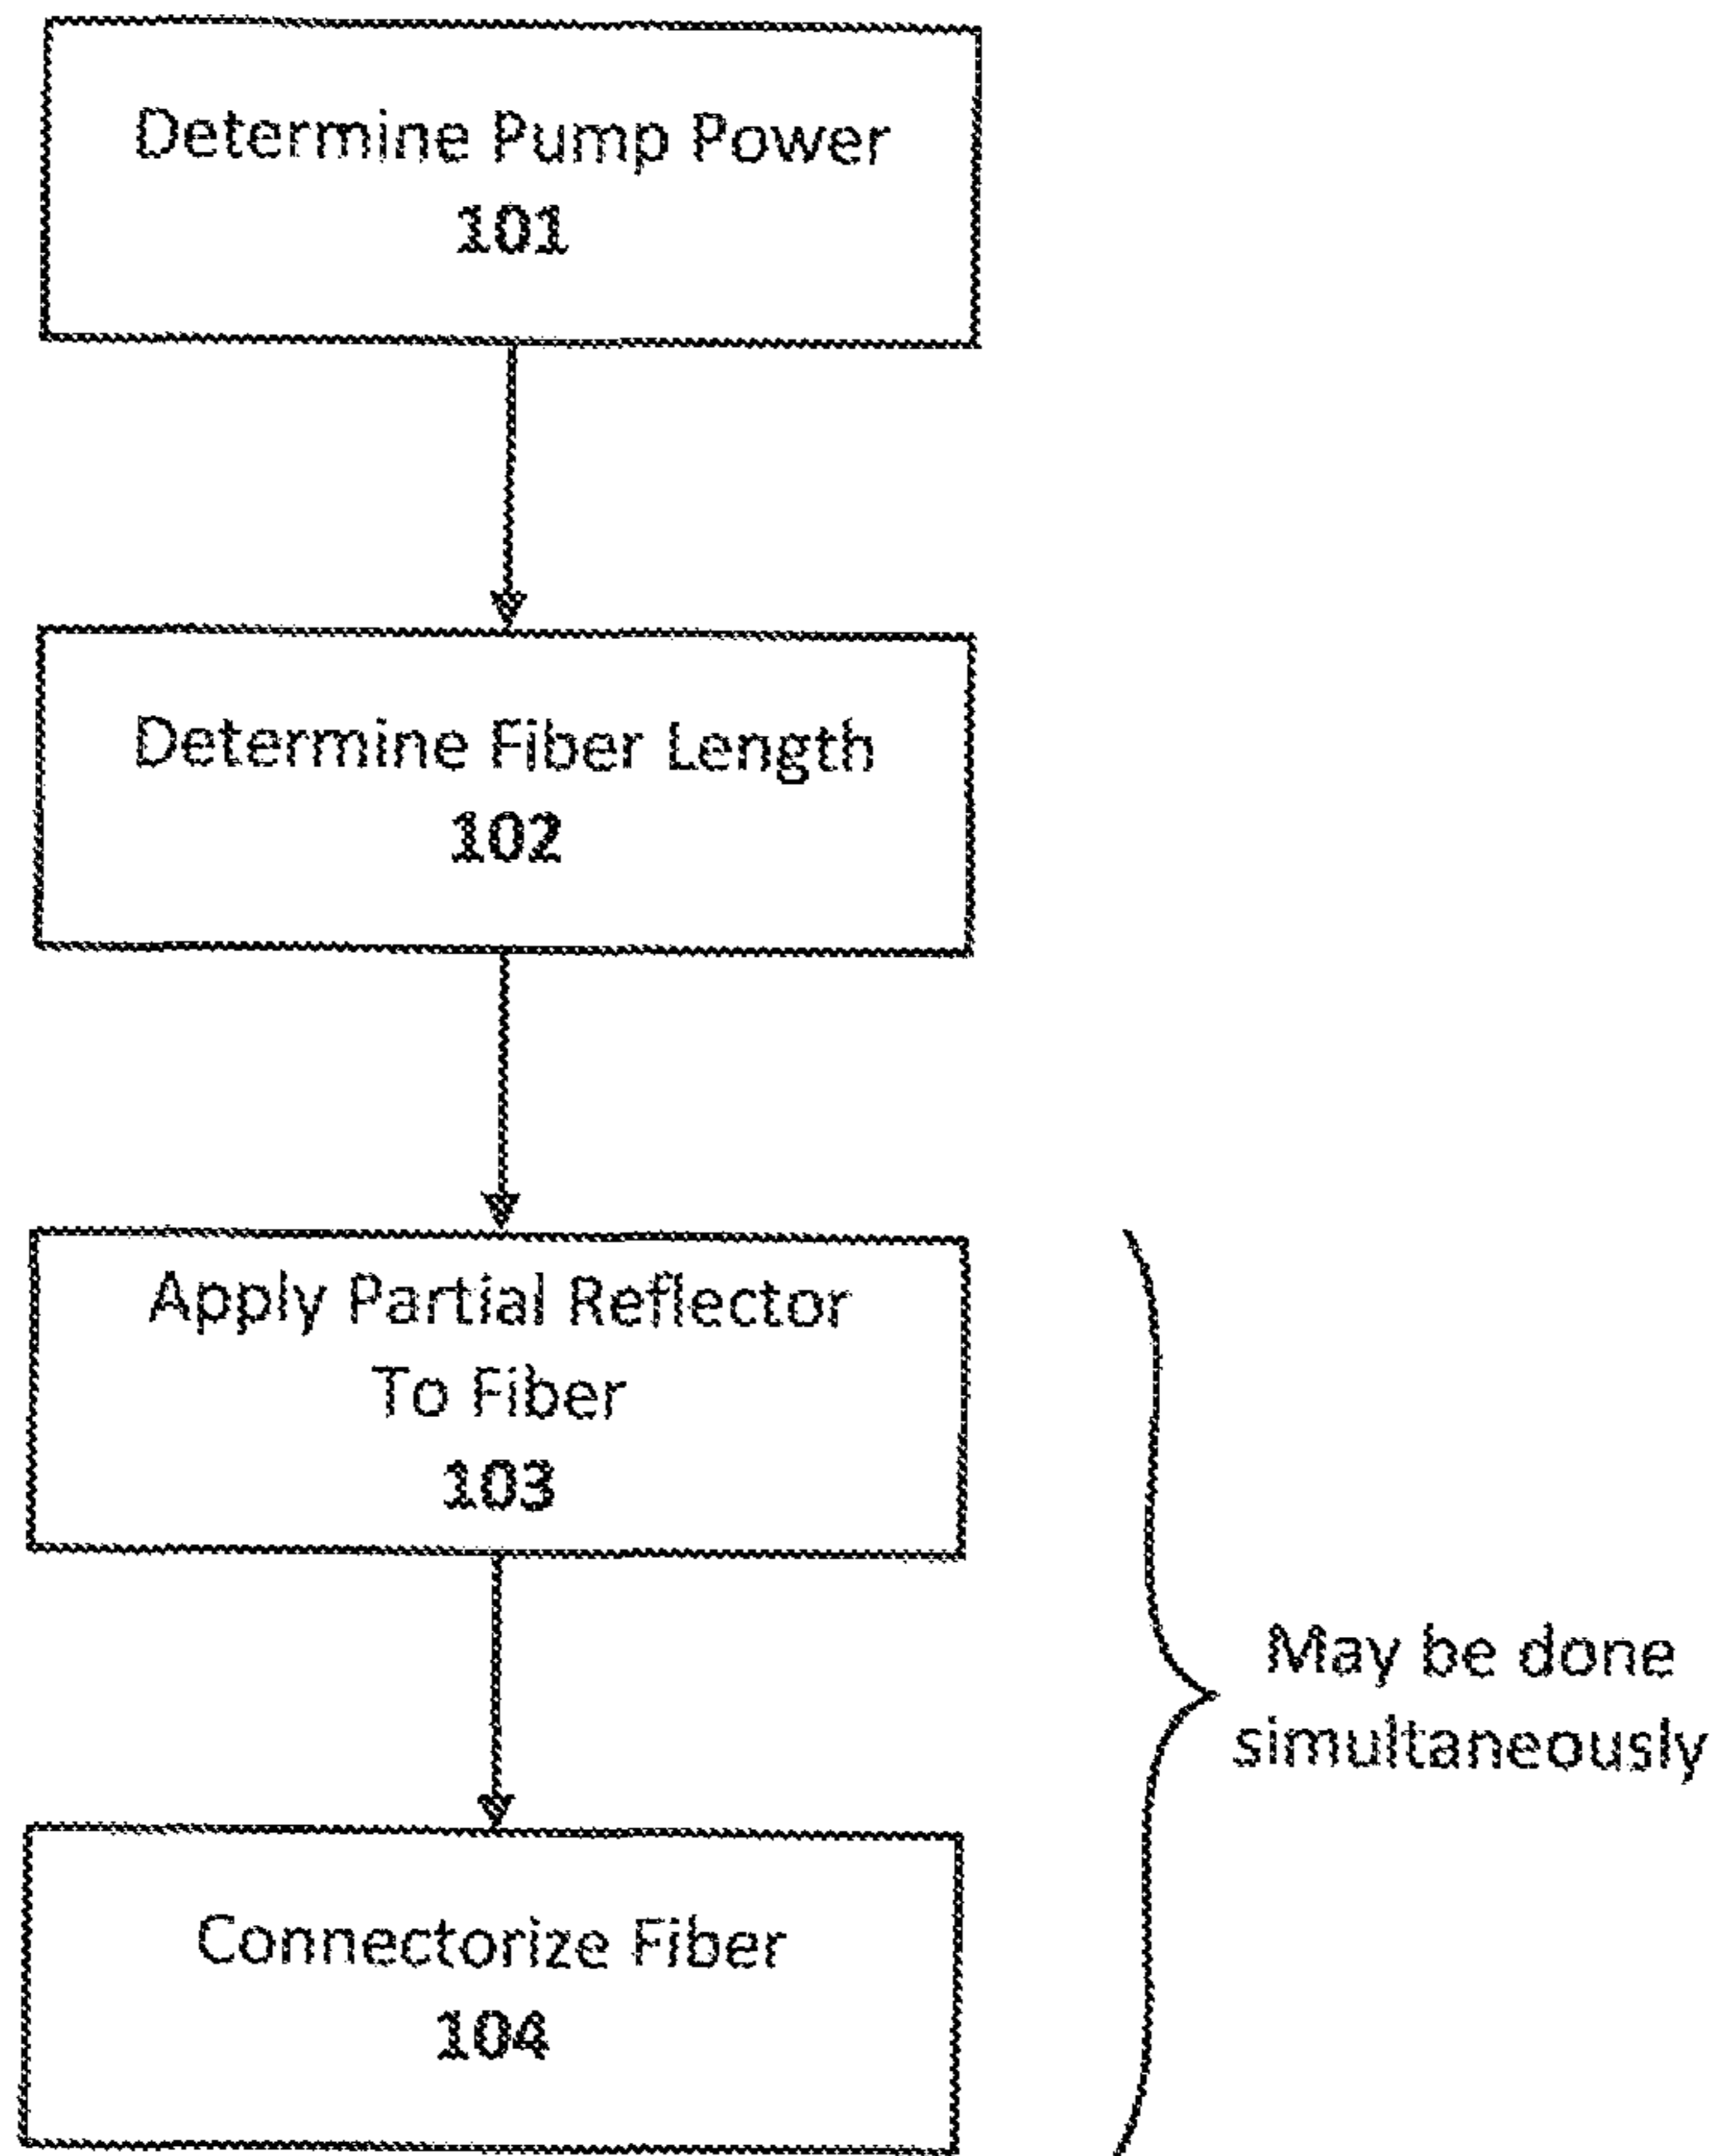 Determine Pump Power
101
Determine Fiber Length
102
Apply Partial Reflector
To Fiber
103
May be done
simultaneously
Connectorize Fiber
104